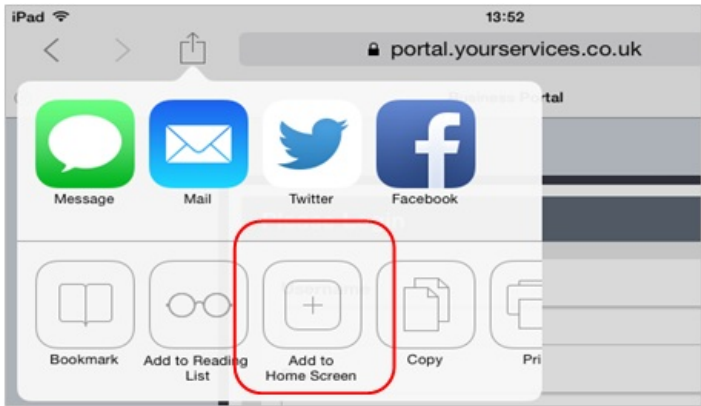 iPad 13:52
portal.yourservices.co.uk
Business Portal
Message Mail Twitter Facebook
Username
Bookmark Add to Reading List Add to Home Screen Copy Pri